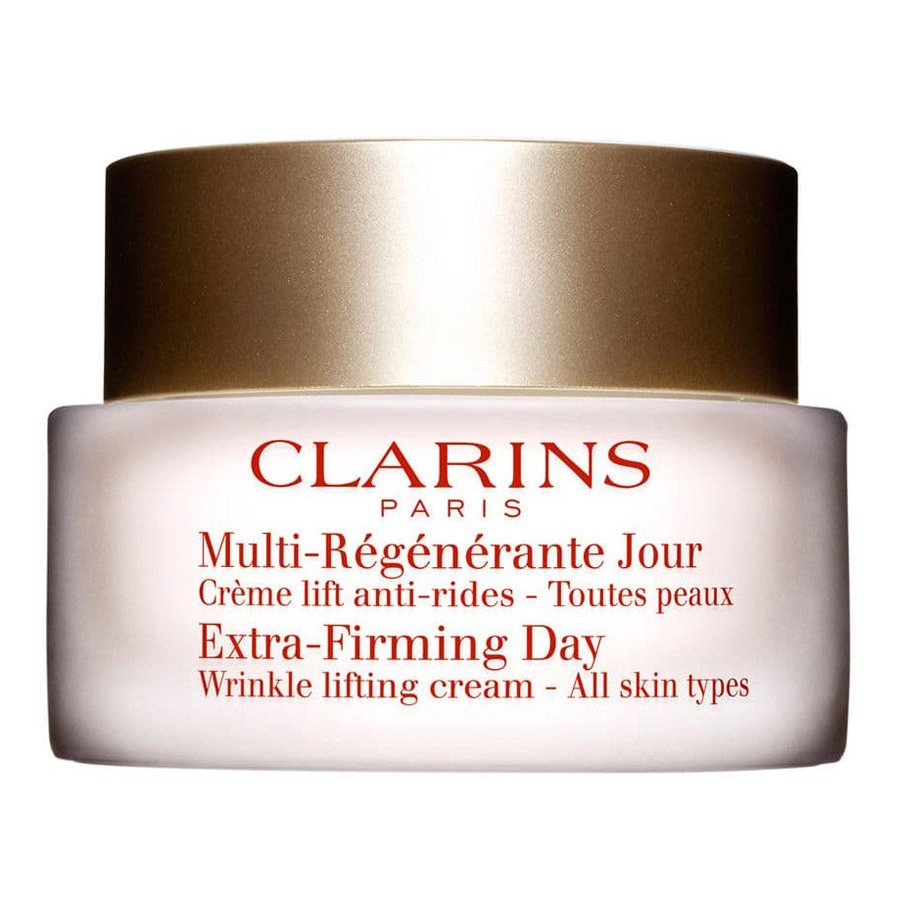 CLARINS
PARIS
Multi-Régénérante Jour
Crème lift anti-rides - Toutes peaux
Extra-Firming Day
Wrinkle lifting cream - All skin types